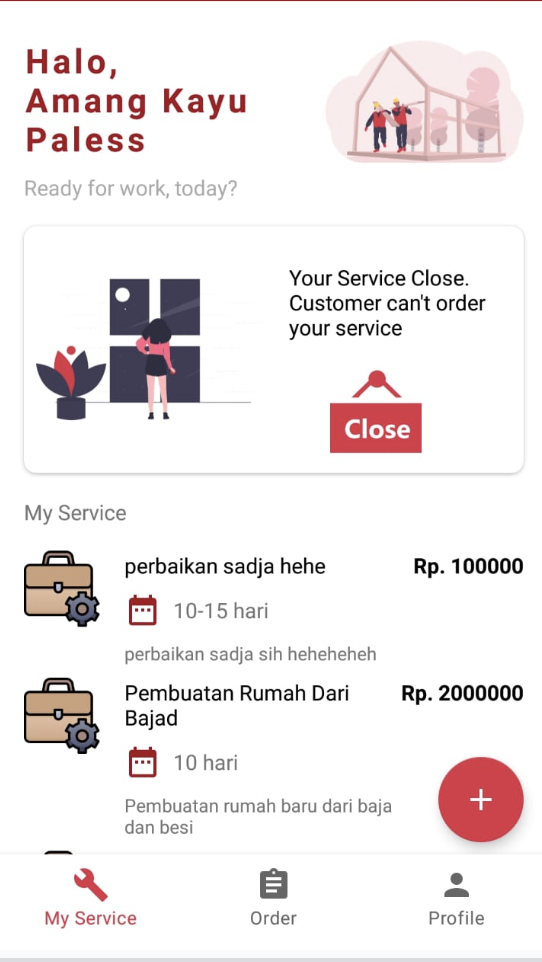 Halo,
Amang Kayu
Paless
Ready for work, today?
Your Service Close.
Customer can't order
your service
Close
My Service
perbaikan sadja hehe
Rp. 100000
10-15 hari
perbaikan sadja sih heheheheh
Pembuatan Rumah Dari
Bajad
Rp. 2000000
10 hari
Pembuatan rumah baru dari baja
dan besi
My Service
Order
Profile